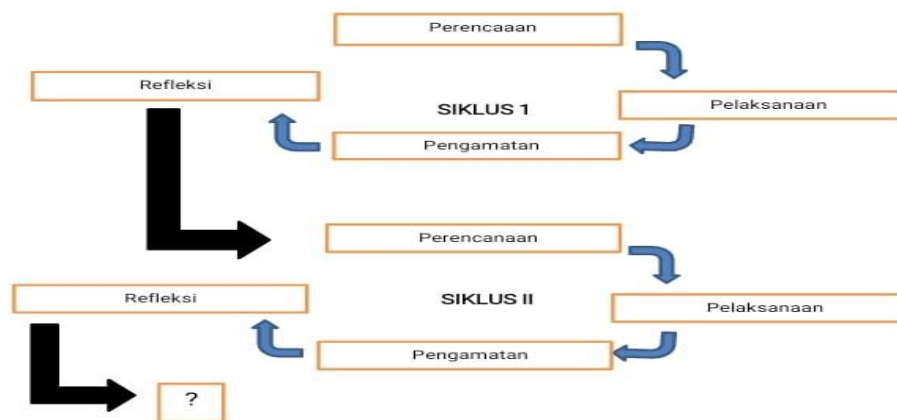 Perencaaan
Refleksi
SIKLUS 1
Pelaksanaan
Pengamatan
Perencanaan
Refleksi
SIKLUS II
Pelaksanaan
Pengamatan
?